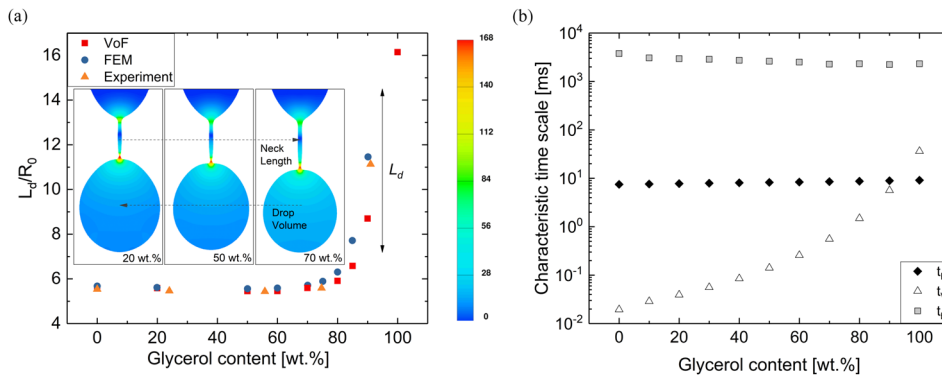 (a)
16
14
12
10
8
6
4
L_d/R_0
VoF
FEM
Experiment
Neck
Length
Drop
Volume
20 wt.%
50 wt.%
70 wt.%
L_d
0
20
40
60
80
100
Glycerol content [wt.%]
168
140
112
84
56
28
0
(b)
10^4
10^3
10^2
10^1
10^0
10^-1
10^-2
Characteristic time scale [ms]
0
20
40
60
80
100
Glycerol content [wt.%]